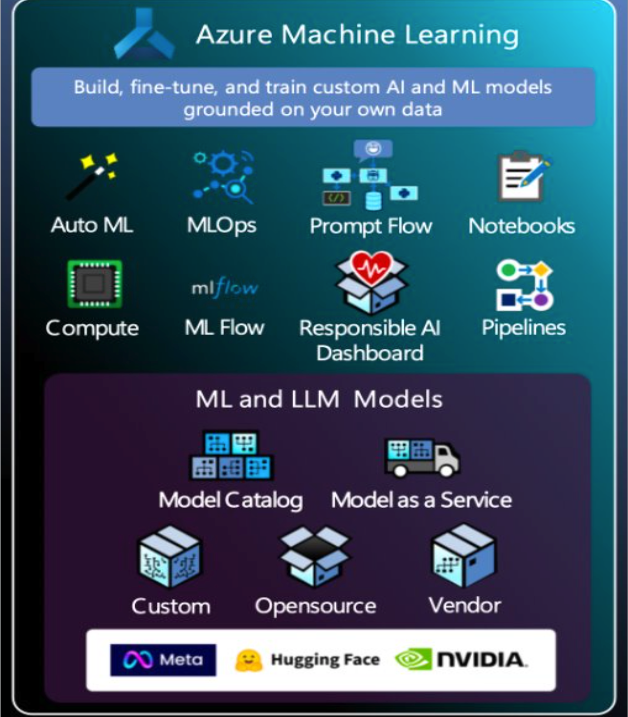 Azure Machine Learning
Build, fine-tune, and train custom AI and ML models
grounded on your own data
Auto ML
MLOps
Prompt Flow
Notebooks
Compute
mlflow
ML Flow
Responsible AI
Dashboard
Pipelines
ML and LLM Models
Model Catalog
Model as a Service
Custom
Opensource
Vendor
Meta
Hugging Face
NVIDIA.